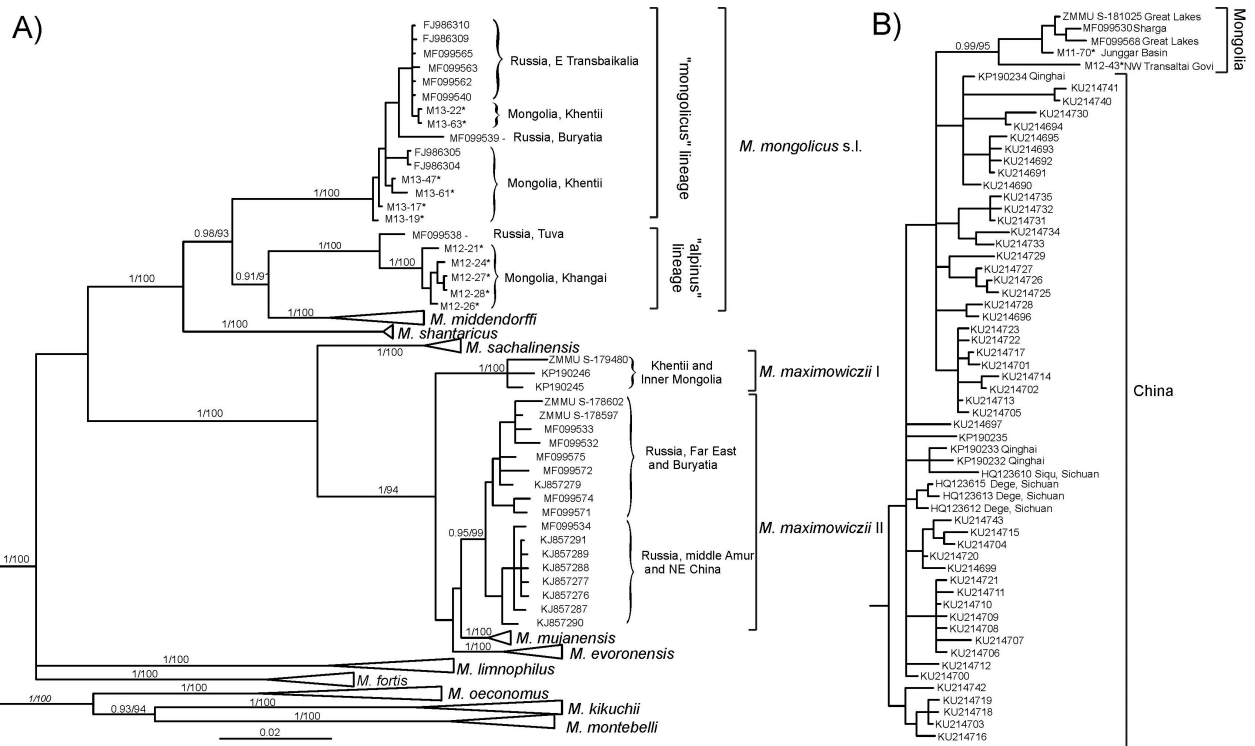 A)
FJ986310
FJ986309
MF099565
MF099563
MF099562
MF099540
Russia, E Transbaikalia
M13-22*
M13-63*
Mongolia, Khentii
MF099539 - Russia, Buryatia
FJ986305
FJ986304
M13-47*
M13-61*
M13-17*
M13-19*
Mongolia, Khentii
1/100
"mongolicus" lineage
M. mongolicus s.l.
0.98/93
MF099538 - Russia, Tuva
1/100
M12-21*
M12-24*
M12-27*
M12-28*
M12-26*
1/100
Mongolia, Khangai
"alpinus"
lineage
0.91/91
1/100
1/100
M. middendorffi
1/100
M. shantaricus
1/100
M. sachalinensis
1/100
ZMMU S-179480
KP190246
KP190245
1/100
Khentii and
Inner Mongolia
M. maximowiczii I
1/100
ZMMU S-178602
ZMMU S-178597
MF099533
MF099532
MF099575
MF099572
KJ857279
MF099574
MF099571
Russia, Far East
and Buryatia
1/94
0.95/99
MF099534
KJ857291
KJ857289
KJ857288
KJ857277
KJ857276
KJ857287
KJ857290
Russia, middle Amur
and NE China
M. maximowiczii II
1/100
M. mujanensis
1/100
M. evoronensis
1/100
1/100
M. limnophilus
1/100
M. fortis
1/100
1/100
M. oeconomus
0.93/94
1/100
M. kikuchii
1/100
M. montebelli
0.02
B)
ZMMU S-181025 Great Lakes
MF099530 Sharga
MF099568 Great Lakes
M11-70* Junggar Basin
M12-43*NW Transaltai Govi
0.99/95
Mongolia
KP190234 Qinghai
KU214741
KU214740
KU214730
KU214694
KU214695
KU214693
KU214692
KU214691
KU214690
KU214735
KU214732
KU214731
KU214734
KU214733
KU214729
KU214727
KU214726
KU214725
KU214728
KU214696
KU214723
KU214722
KU214717
KU214701
KU214714
KU214702
KU214713
KU214705
KU214697
KP190235
KP190233 Qinghai
KP190232 Qinghai
HQ123610 Siqu, Sichuan
HQ123615 Dege, Sichuan
HQ123613 Dege, Sichuan
HQ123612 Dege, Sichuan
KU214743
KU214715
KU214704
KU214720
KU214699
KU214721
KU214711
KU214710
KU214709
KU214708
KU214707
KU214706
KU214712
KU214700
KU214742
KU214719
KU214718
KU214703
KU214716
China